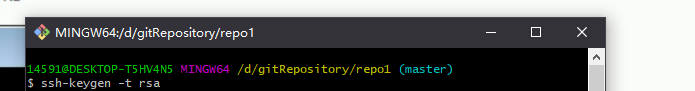 MINGW64:/d/gitRepository/repo1
14591@DESKTOP-T5HV4N5 MINGW64 /d/gitRepository/repo1 (master)
$ ssh-keygen -t rsa